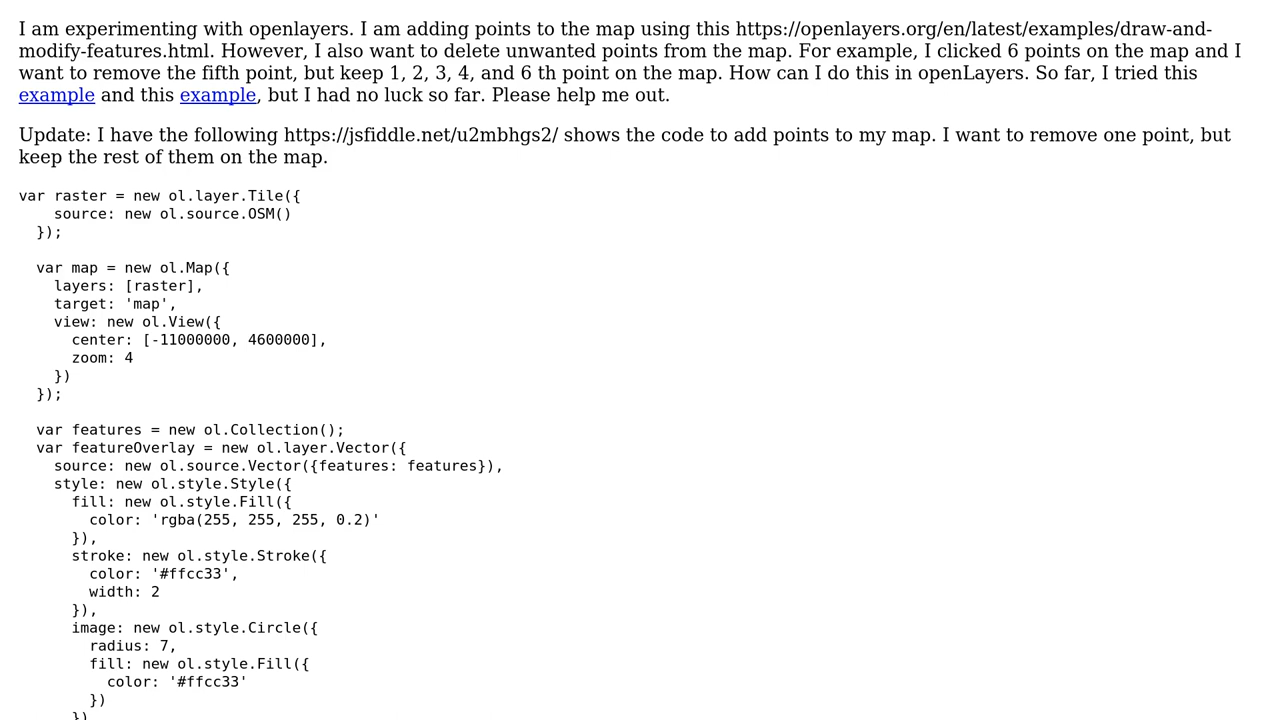 I am experimenting with openlayers. I am adding points to the map using this https://openlayers.org/en/latest/examples/draw-and-
modify-features.html. However, I also want to delete unwanted points from the map. For example, I clicked 6 points on the map and I
want to remove the fifth point, but keep 1, 2, 3, 4, and 6 th point on the map. How can I do this in openLayers. So far, I tried this
example and this example, but I had no luck so far. Please help me out.
Update: I have the following https://jsfiddle.net/u2mbhgs2/ shows the code to add points to my map. I want to remove one point, but
keep the rest of them on the map.
var raster = new ol.layer.Tile({
    source: new ol.source.OSM()
  });
  var map = new ol.Map({
    layers: [raster],
    target: 'map',
    view: new ol.View({
      center: [-11000000, 4600000],
      zoom: 4
    })
  });
  var features = new ol.Collection();
  var featureOverlay = new ol.layer.Vector({
    source: new ol.source.Vector({features: features}),
    style: new ol.style.Style({
      fill: new ol.style.Fill({
        color: 'rgba(255, 255, 255, 0.2)'
      }),
      stroke: new ol.style.Stroke({
        color: '#ffcc33',
        width: 2
      }),
      image: new ol.style.Circle({
        radius: 7,
        fill: new ol.style.Fill({
          color: '#ffcc33'
        })
      })